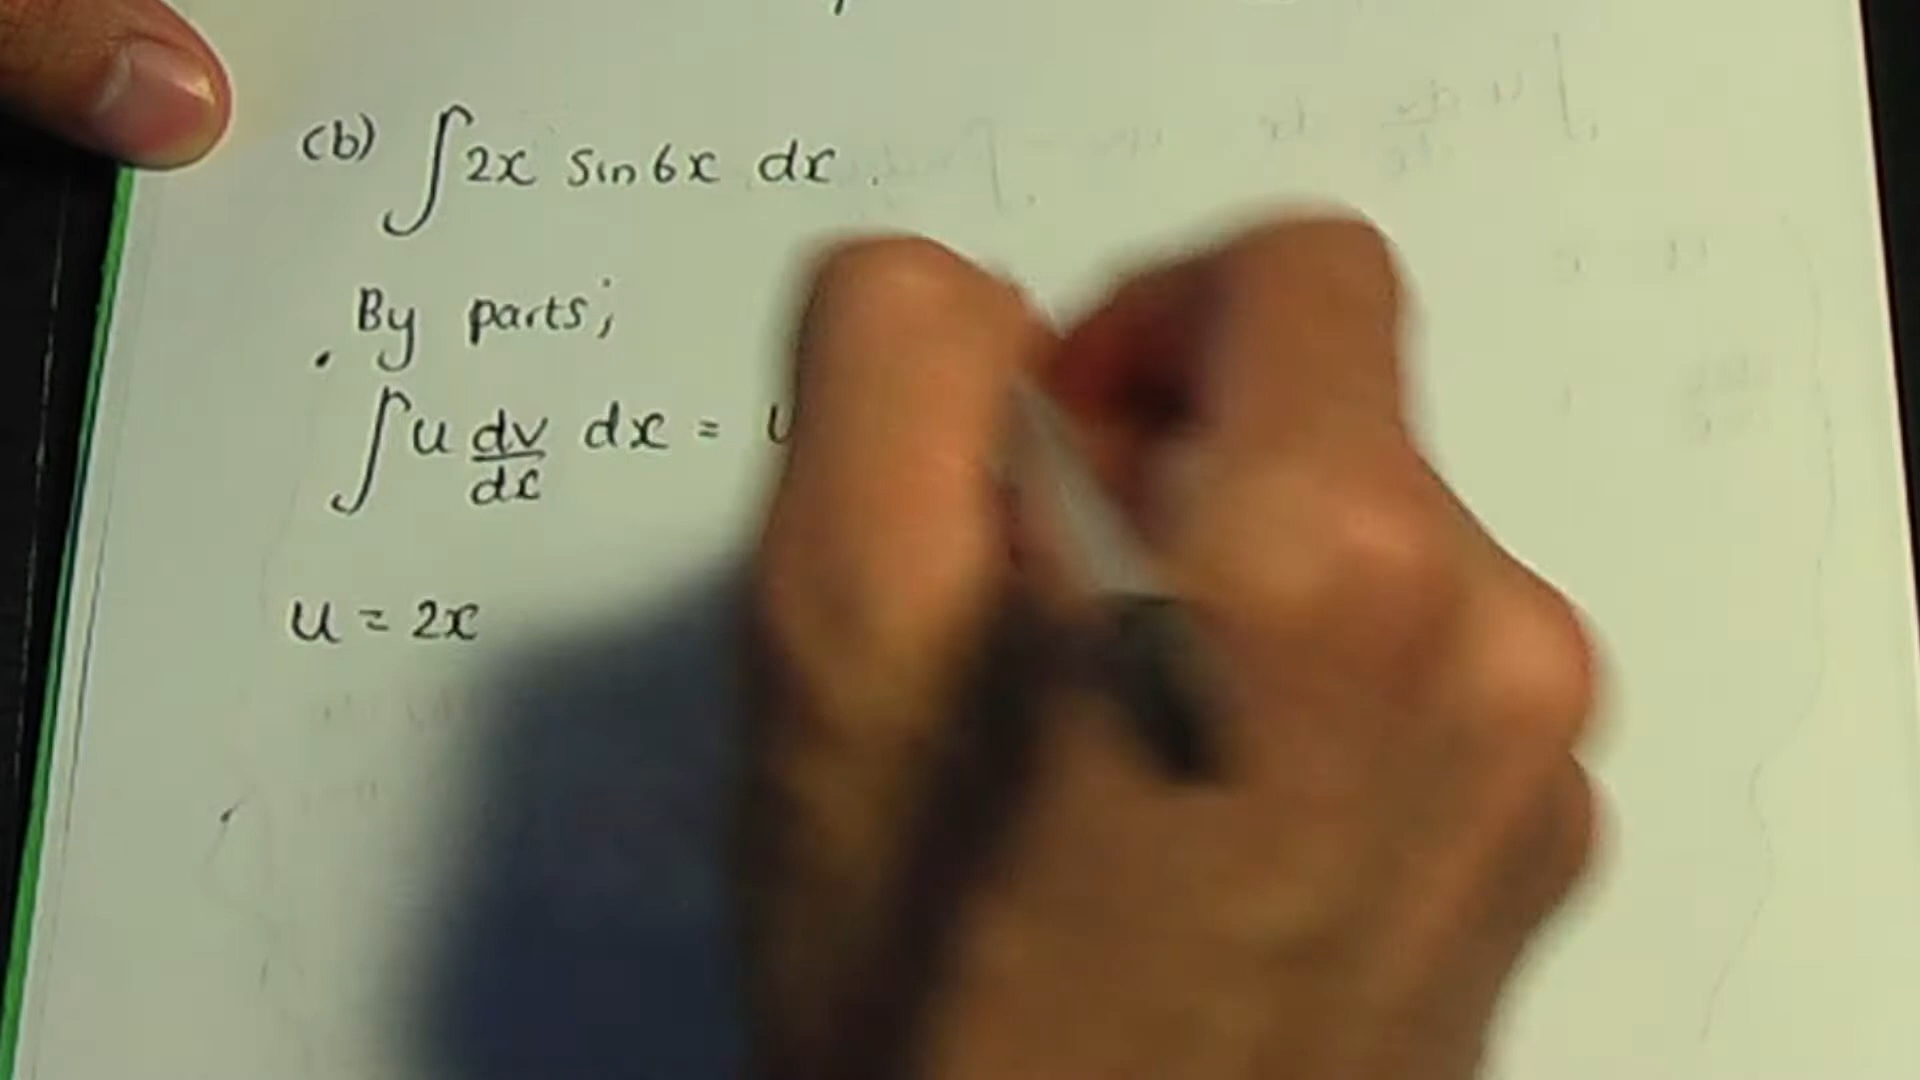 (b) ∫2x sin6x dx.
By parts;
∫u dv/dx dx = u
u = 2x